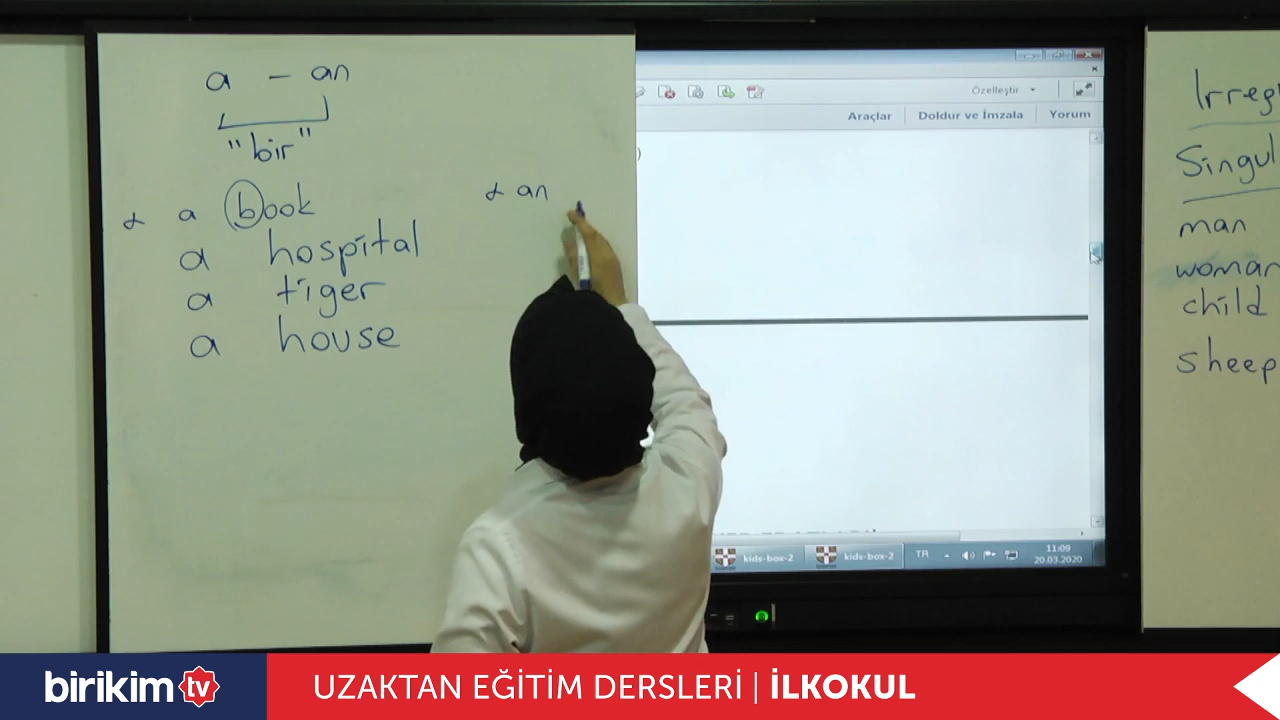 a - an
"bir"
a book
a hospital
a tiger
a house
an
Özelleştir
Araçlar
Doldur ve İmzala
Yorum
)
Irreg
Singul
man
woman
child
sheep
kids-box-2
kids-box-2
TR
11:09
20.03.2020
birikim tv
UZAKTAN EĞİTİM DERSLERİ | İLKOKUL